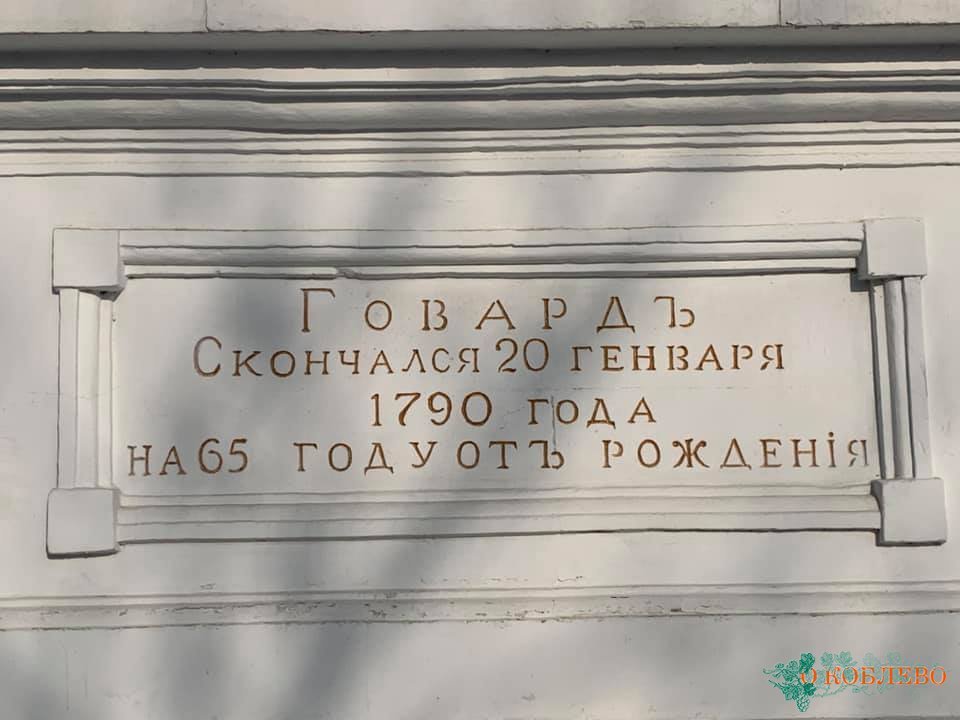 Говардъ
Скончался 20 генваря
1790 года
на 65 году отъ рожденія
О КОБЛЕВО